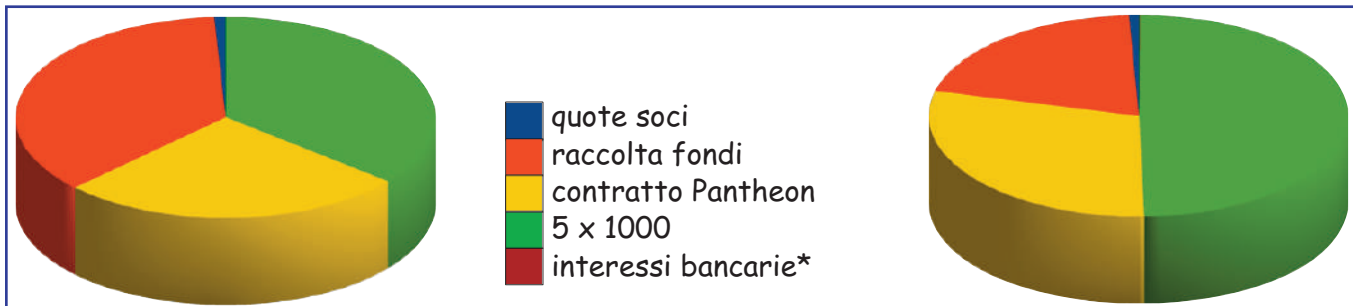 quote soci
raccolta fondi
contratto Pantheon
5 x 1000
interessi bancarie*